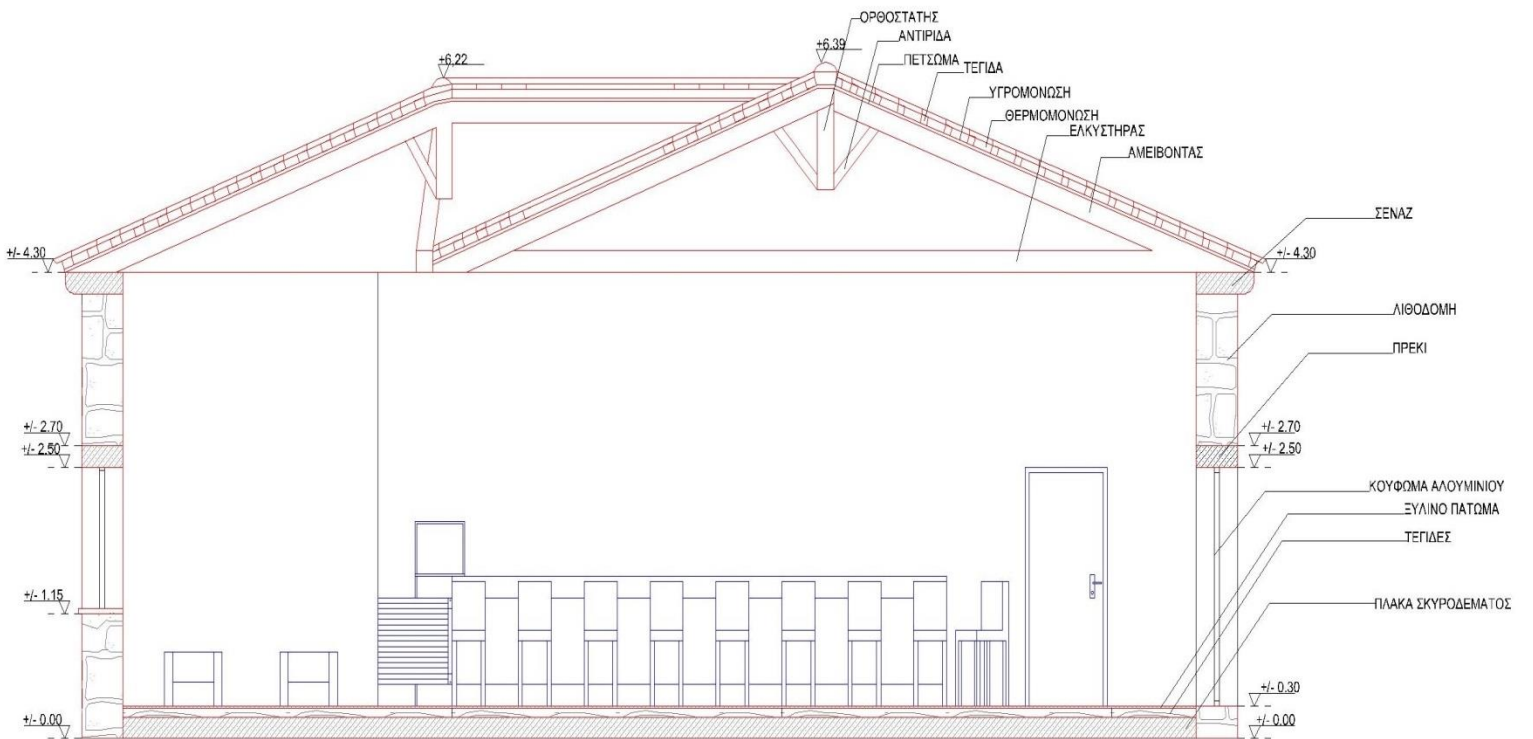 ΟΡΘΟΣΤΑΤΗΣ
ΑΝΤΙΡΙΔΑ
+6.39
ΠΕΤΣΩΜΑ
+6,22
ΤΕΓΙΔΑ
ΥΓΡΟΜΟΝΩΣΗ
ΘΕΡΜΟΜΟΝΩΣΗ
ΕΛΚΥΣΤΗΡΑΣ
ΑΜΕΙΒΟΝΤΑΣ
ΣΕΝΑΖ
+/- 4.30
+/- 4.30
ΛΙΘΟΔΟΜΗ
ΠΡΕΚΙ
+/- 2.70
+/- 2.70
+/- 2.50
+/- 2.50
ΚΟΥΦΩΜΑ ΑΛΟΥΜΙΝΙΟΥ
ΞΥΛΙΝΟ ΠΑΤΩΜΑ
ΤΕΓΙΔΕΣ
+/- 1.15
ΠΛΑΚΑ ΣΚΥΡΟΔΕΜΑΤΟΣ
+/- 0.30
+/- 0.00
+/- 0.00